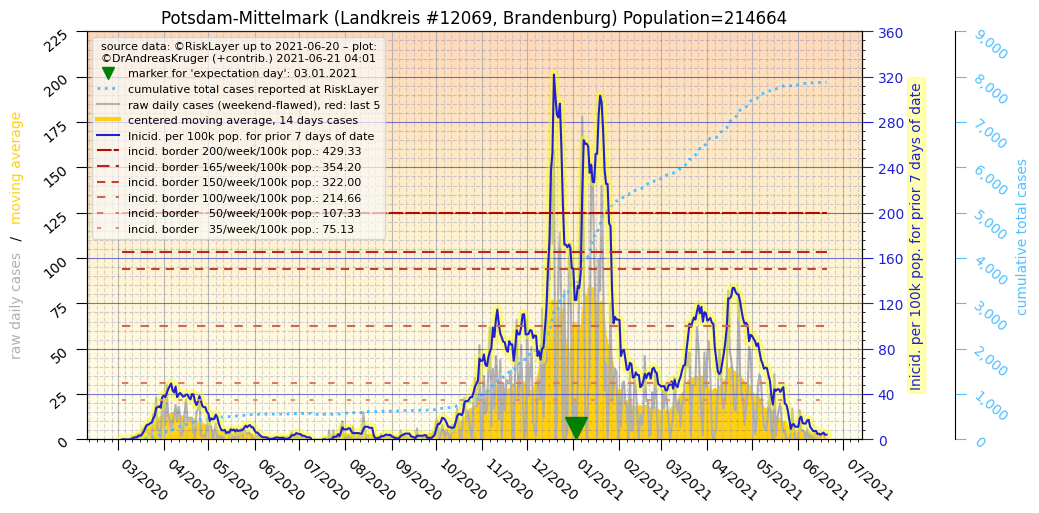 Potsdam-Mittelmark (Landkreis #12069, Brandenburg) Population=214664
source data: ©RiskLayer up to 2021-06-20 – plot:
©DrAndreasKruger (+contrib.) 2021-06-21 04:01
marker for 'expectation day': 03.01.2021
cumulative total cases reported at RiskLayer
raw daily cases (weekend-flawed), red: last 5
centered moving average, 14 days cases
Inicid. per 100k pop. for prior 7 days of date
incid. border 200/week/100k pop.: 429.33
incid. border 165/week/100k pop.: 354.20
incid. border 150/week/100k pop.: 322.00
incid. border 100/week/100k pop.: 214.66
incid. border   50/week/100k pop.: 107.33
incid. border   35/week/100k pop.: 75.13
raw daily cases / moving average
225
200
175
150
125
100
75
50
25
0
03/2020
04/2020
05/2020
06/2020
07/2020
08/2020
09/2020
10/2020
11/2020
12/2020
01/2021
02/2021
03/2021
04/2021
05/2021
06/2021
07/2021
360
320
280
240
200
160
120
80
40
0
Inicid. per 100k pop. for prior 7 days of date
9,000
8,000
7,000
6,000
5,000
4,000
3,000
2,000
1,000
0
cumulative total cases